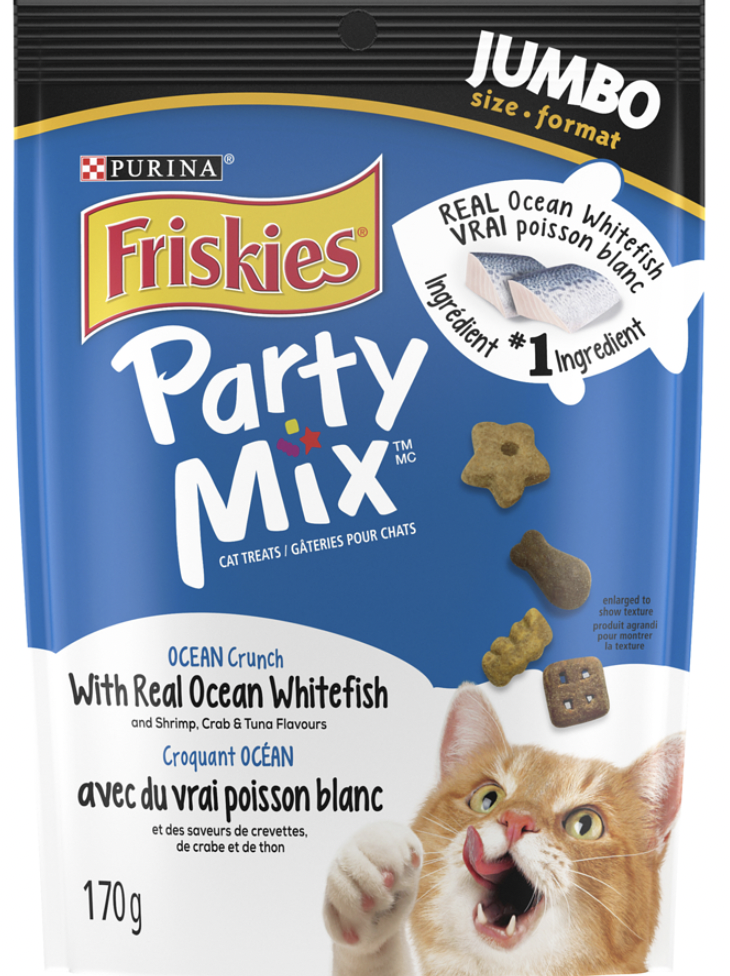 JUMBO
size • format
PURINA®
Friskies®
REAL Ocean Whitefish
VRAI poisson blanc
Ingrédient #1 Ingredient
Party
Mix TM
MC
CAT TREATS / GÂTERIES POUR CHATS
enlarged to
show texture
produit agrandi
pour montrer
la texture
OCEAN Crunch
With Real Ocean Whitefish
and Shrimp, Crab & Tuna Flavours
Croquant OCÉAN
avec du vrai poisson blanc
et des saveurs de crevettes,
de crabe et de thon
170g